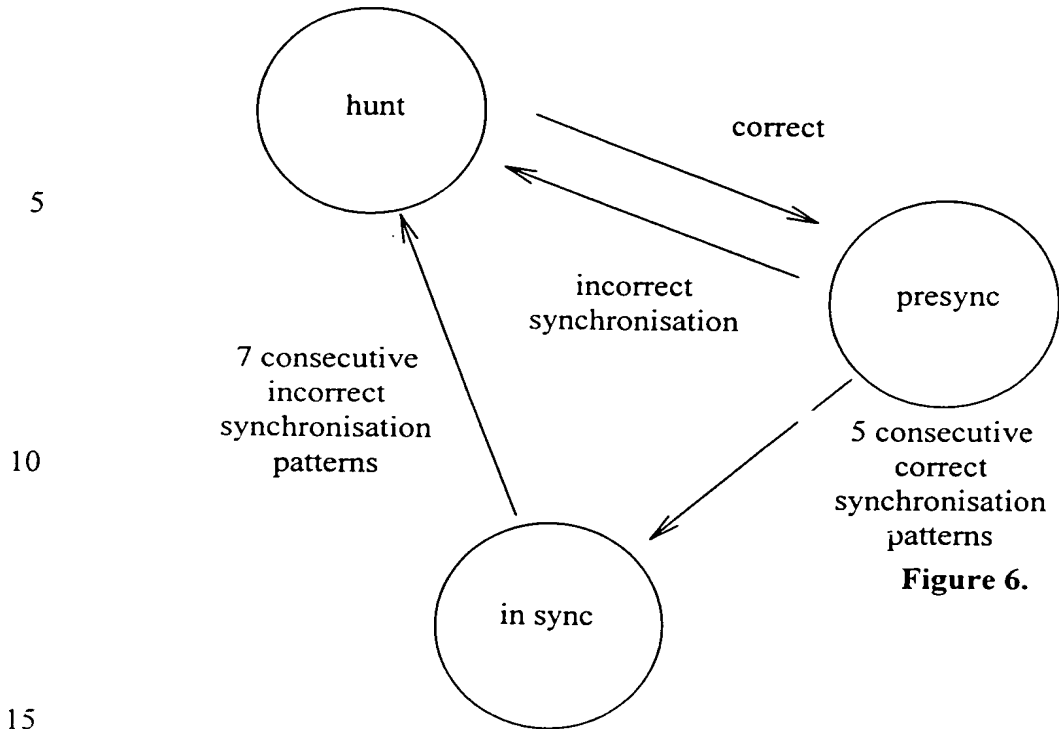 hunt
correct
5
incorrect
synchronisation
presync
7 consecutive
incorrect
synchronisation
patterns
10
5 consecutive
correct
synchronisation
patterns
Figure 6.
in sync
15